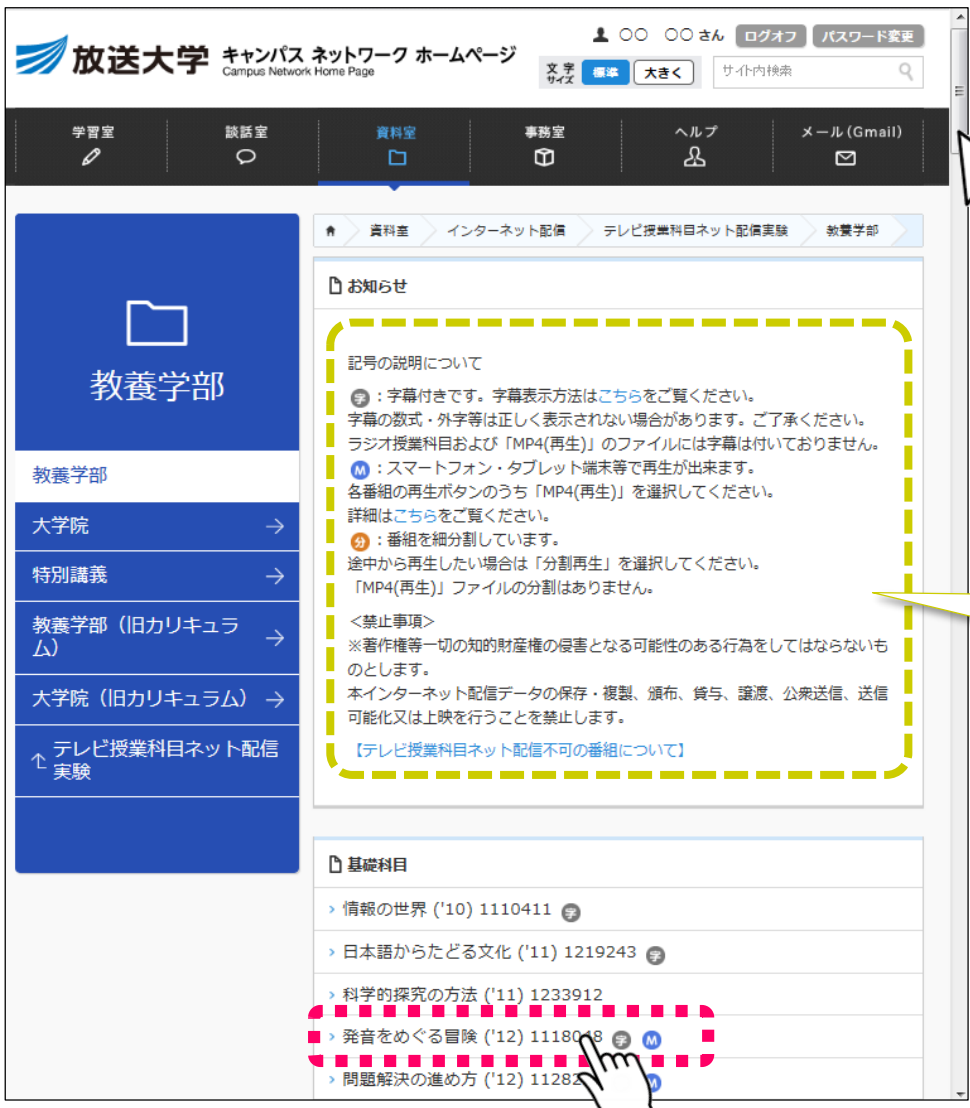 放送大学 キャンパス ネットワーク ホームページ
Campus Network Home Page
○○ ○○ さん ログオフ パスワード変更
文字サイズ 標準 大きく サイト内検索
学習室 談話室 資料室 事務室 ヘルプ メール(Gmail)
資料室 インターネット配信 テレビ授業科目ネット配信実験 教養学部
教養学部
教養学部
大学院
特別講義
教養学部（旧カリキュラ
ム）
大学院（旧カリキュラム）
テレビ授業科目ネット配信
実験
お知らせ
記号の説明について
字：字幕付きです。字幕表示方法はこちらをご覧ください。
字幕の数式・外字等は正しく表示されない場合があります。ご了承ください。
ラジオ授業科目および「MP4(再生)」のファイルには字幕は付いておりません。
M：スマートフォン・タブレット端末等で再生が出来ます。
各番組の再生ボタンのうち「MP4(再生)」を選択してください。
詳細はこちらをご覧ください。
分：番組を細分割しています。
途中から再生したい場合は「分割再生」を選択してください。
「MP4(再生)」ファイルの分割はありません。
＜禁止事項＞
※著作権等一切の知的財産権の侵害となる可能性のある行為をしてはならないも
のとします。
本インターネット配信データの保存・複製、頒布、貸与、譲渡、公衆送信、送信
可能化又は上映を行うことを禁止します。
【テレビ授業科目ネット配信不可の番組について】
基礎科目
情報の世界 ('10) 1110411 字
日本語からたどる文化 ('11) 1219243 字
科学的探究の方法 ('11) 1233912
発音をめぐる冒険 ('12) 1118048 字 M
問題解決の進め方 ('12) 11282 M